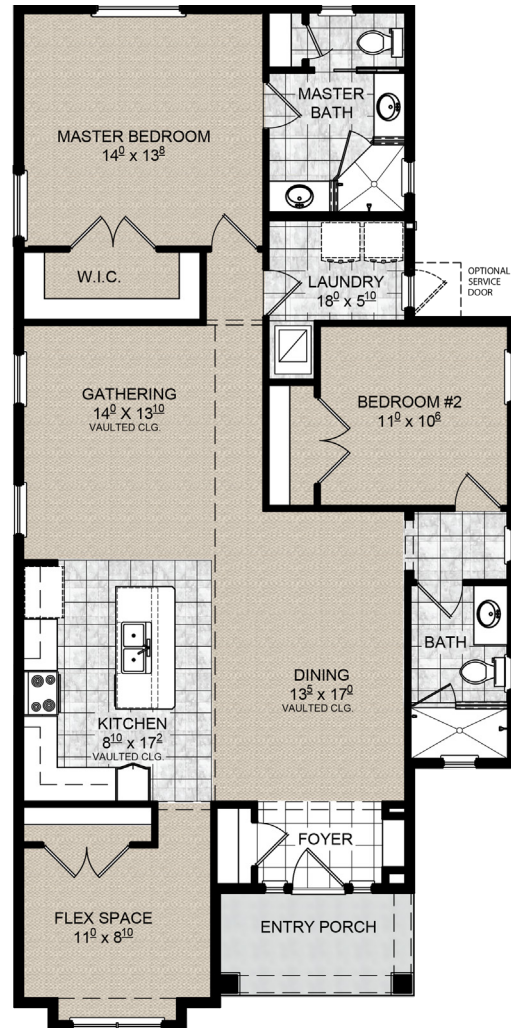 MASTER BEDROOM
14⁰ x 13⁸
MASTER
BATH
W.I.C.
LAUNDRY
18⁰ x 5¹⁰
OPTIONAL
SERVICE
DOOR
GATHERING
14⁰ X 13¹⁰
VAULTED CLG.
BEDROOM #2
11⁰ x 10⁶
BATH
DINING
13⁵ x 17⁰
VAULTED CLG.
KITCHEN
8¹⁰ x 17²
VAULTED CLG.
FOYER
FLEX SPACE
11⁰ x 8¹⁰
ENTRY PORCH